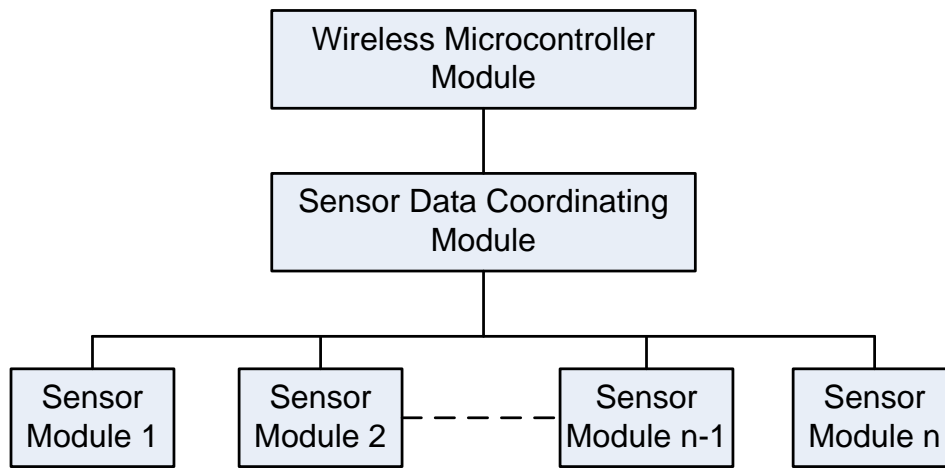 Wireless Microcontroller
Module
Sensor Data Coordinating
Module
Sensor
Module 1
Sensor
Module 2
Sensor
Module n-1
Sensor
Module n